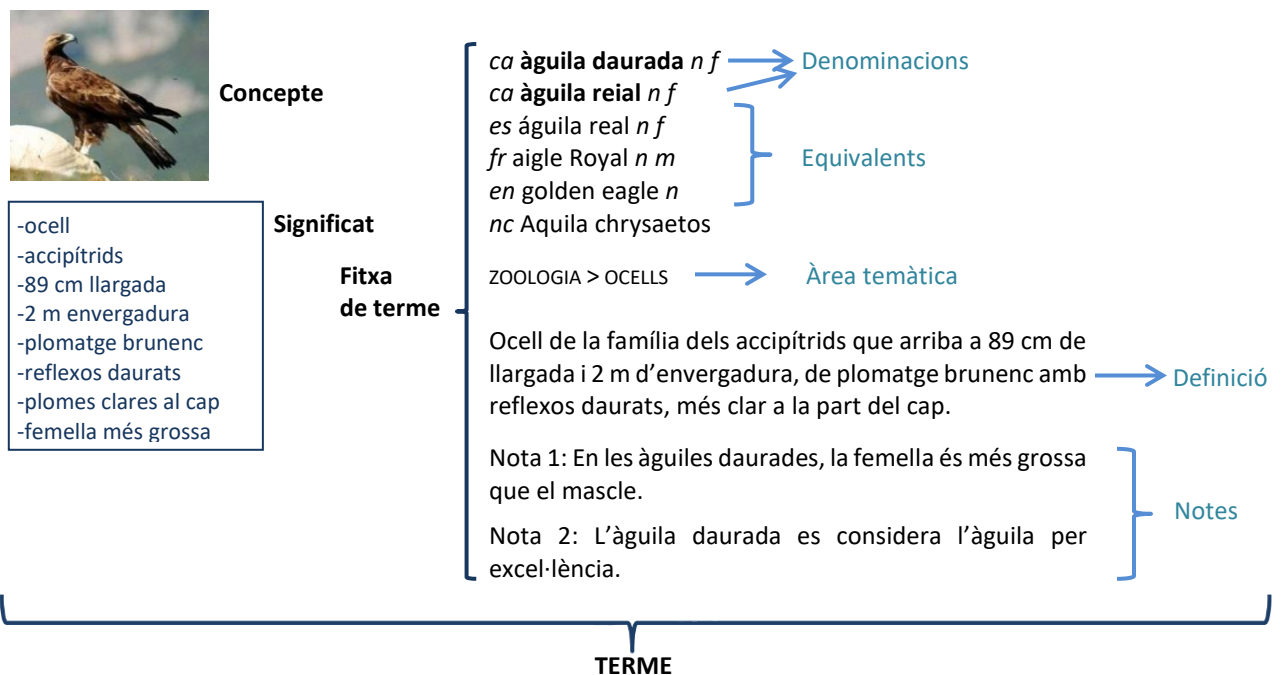 Concepte
-ocell
-accipítrids
-89 cm llargada
-2 m envergadura
-plomatge brunenc
-reflexos daurats
-plomes clares al cap
-femella més grossa
Significat
Fitxa
de terme
ca àguila daurada n f
ca àguila reial n f
Denominacions
es águila real n f
fr aigle Royal n m
en golden eagle n
Equivalents
nc Aquila chrysaetos
ZOOLOGIA > OCELLS
Àrea temàtica
Ocell de la família dels accipítrids que arriba a 89 cm de
llargada i 2 m d’envergadura, de plomatge brunenc amb
reflexos daurats, més clar a la part del cap.
Definició
Nota 1: En les àguiles daurades, la femella és més grossa
que el mascle.
Nota 2: L’àguila daurada es considera l’àguila per
excel·lència.
Notes
TERME